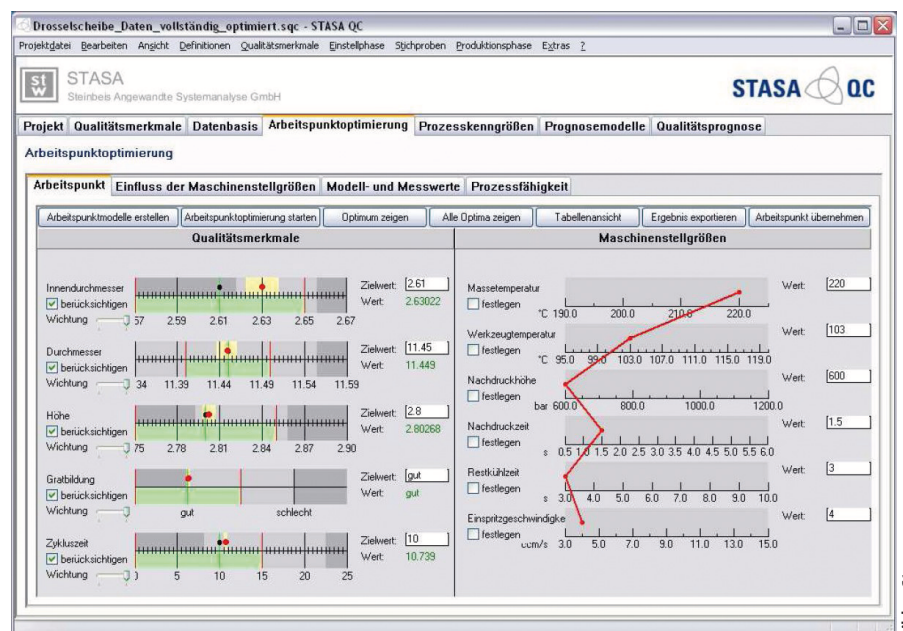 Drosselscheibe_Daten_vollständig_optimiert.sqc - STASA QC
Projektdatei Bearbeiten Ansicht Definitionen Qualitätsmerkmale Einstellphase Stichproben Produktionsphase Extras ?
st w STASA
Steinbeis Angewandte Systemanalyse GmbH
STASA QC
Projekt Qualitätsmerkmale Datenbasis Arbeitspunktoptimierung Prozesskenngrößen Prognosemodelle Qualitätsprognose
Arbeitspunktoptimierung
Arbeitspunkt Einfluss der Maschinenstellgrößen Modell- und Messwerte Prozessfähigkeit
Arbeitspunktmodelle erstellen Arbeitspunktoptimierung starten Optimum zeigen Alle Optima zeigen Tabellenansicht Ergebnis exportieren Arbeitspunkt übernehmen
Qualitätsmerkmale
Innendurchmesser Zielwert: 2.61
berücksichtigen Wert: 2.63022
Wichtung 57 2.59 2.61 2.63 2.65 2.67
Durchmesser Zielwert: 11.45
berücksichtigen Wert: 11.449
Wichtung 34 11.39 11.44 11.49 11.54 11.59
Höhe Zielwert: 2.8
berücksichtigen Wert: 2.80268
Wichtung 75 2.78 2.81 2.84 2.87 2.90
Gratbildung Zielwert: gut
berücksichtigen Wert: gut
Wichtung gut schlecht
Zykluszeit Zielwert: 10
berücksichtigen Wert: 10.739
Wichtung 5 10 15 20 25
Maschinenstellgrößen
Massetemperatur Wert: 220
festlegen
°C 190.0 200.0 210.0 220.0
Werkzeugtemperatur Wert: 103
festlegen
°C 95.0 99.0 103.0 107.0 111.0 115.0 119.0
Nachdruckhöhe Wert: 600
festlegen
bar 600.0 800.0 1000.0 1200.0
Nachdruckzeit Wert: 1.5
festlegen
s 0.5 1.0 1.5 2.0 2.5 3.0 3.5 4.0 4.5 5.0 5.5 6.0
Restkühlzeit Wert: 3
festlegen
s 3.0 4.0 5.0 6.0 7.0 8.0 9.0 10.0
Einspritzgeschwindigke Wert: 4
festlegen
ccm/s 3.0 5.0 7.0 9.0 11.0 13.0 15.0